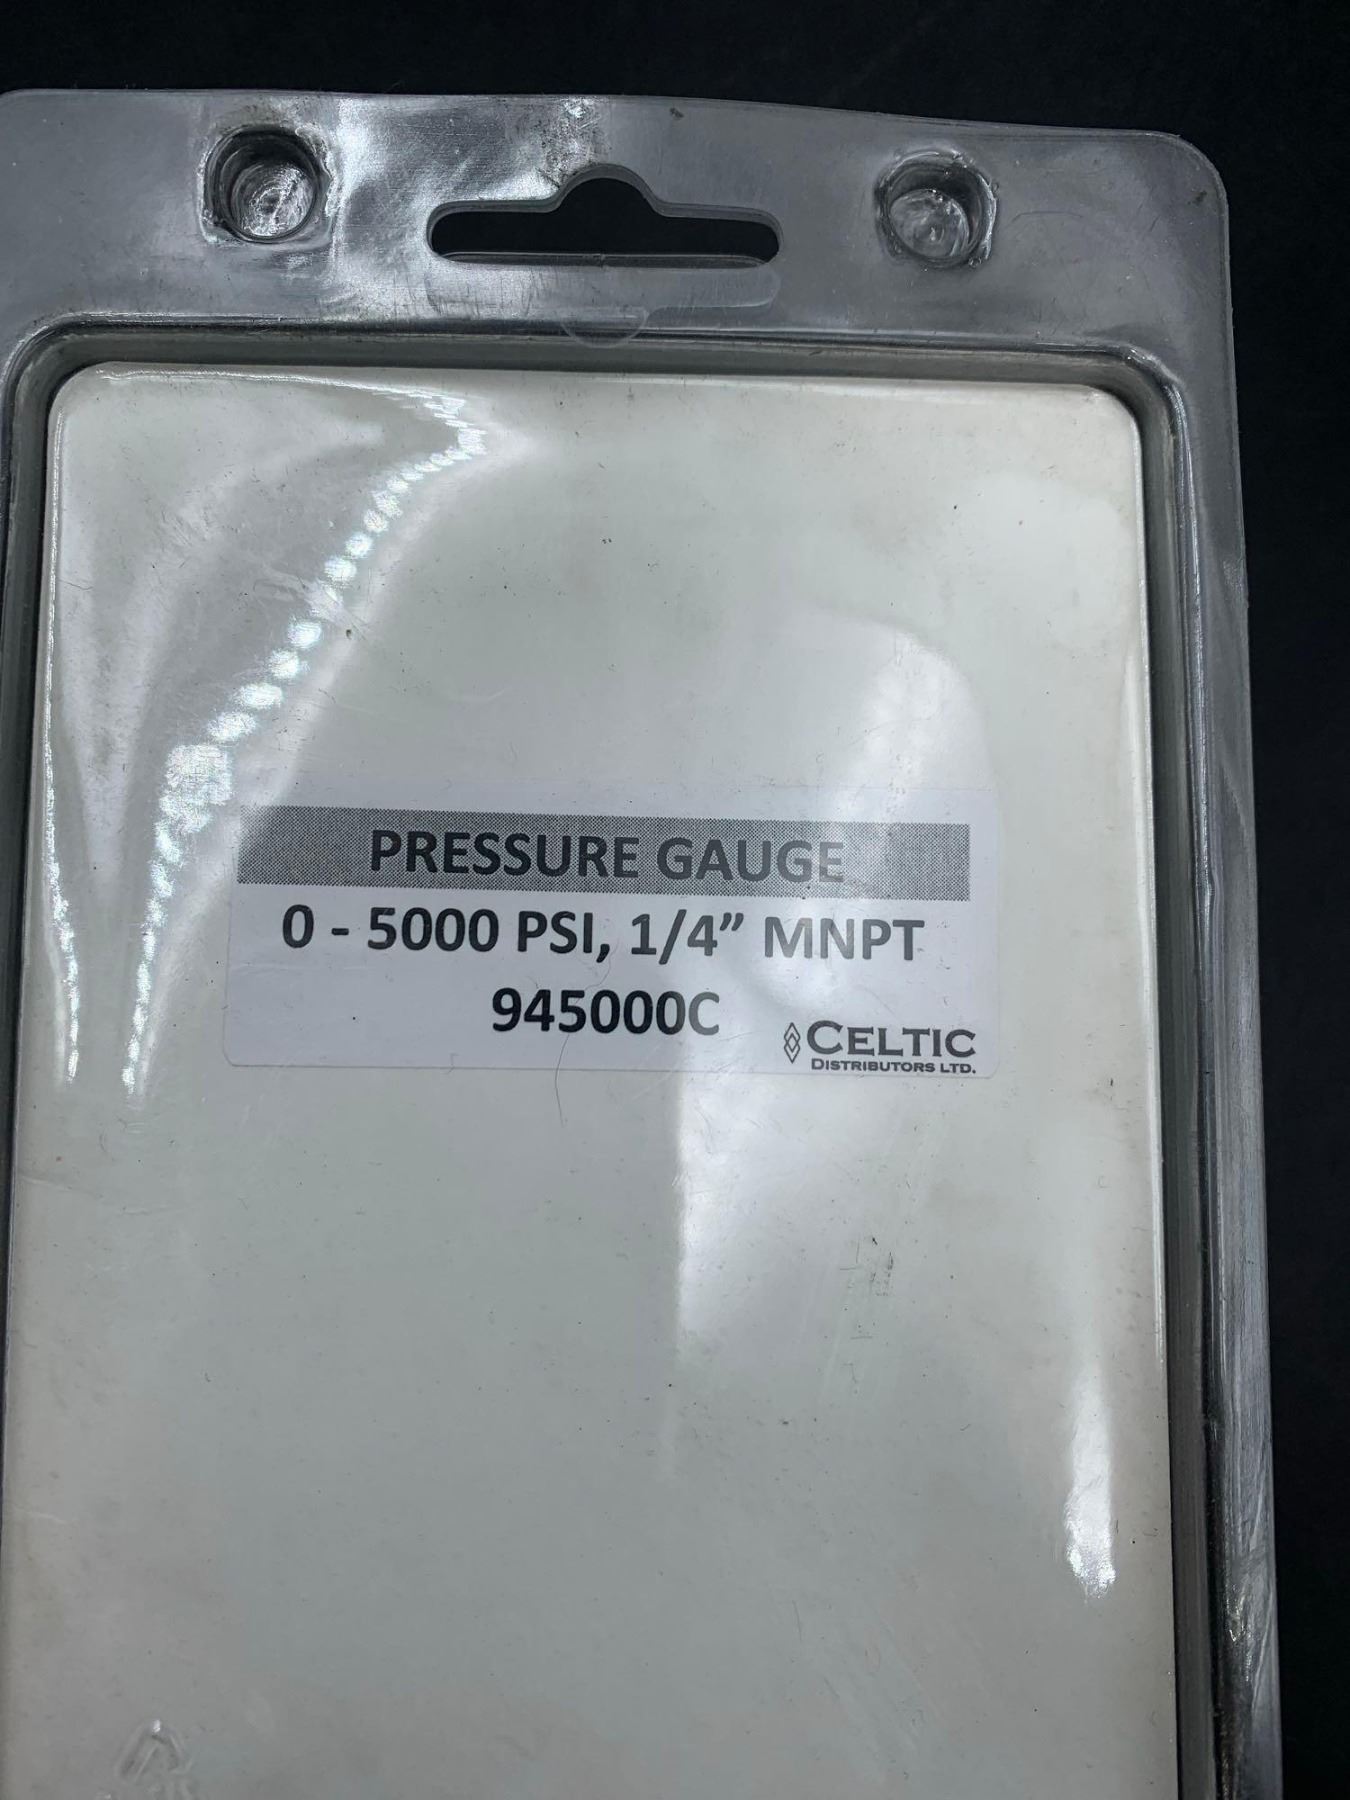 PRESSURE GAUGE
0 - 5000 PSI, 1/4” MNPT
945000C
CELTIC
DISTRIBUTORS LTD.